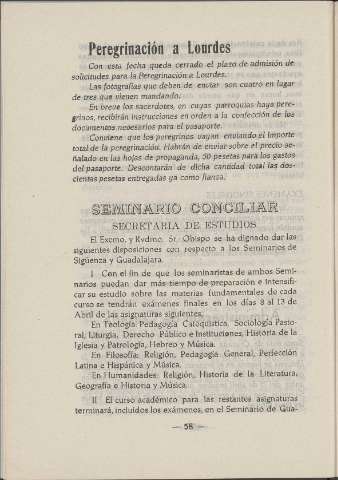 Peregrinación a Lourdes
Con esta fecha queda cerrado el plazo de admisión de
solicitudes para la Peregrinación a Lourdes.
Las fotografías que deben de enviar son cuatro en lugar
de tres que vienen mandando.
En breve los sacerdotes, en cuyas parroquias haya pere-
grinos, recibirán instrucciones en orden a la confección de los
documentos necesarios para el pasaporte.
Conviene que los peregrinos vayan enviando el importe
total de la peregrinación. Habrán de enviar sobre el precio se-
ñalado en las hojas de propaganda, 50 pesetas para los gastos
del pasaporte. Descontarán de dicha cantidad total las dos-
cientas pesetas entregadas ya como fianza.
SEMINARIO CONCILIAR
SECRETARIA DE ESTUDIOS
El Excmo. y Rvdmo. Sr. Obispo se ha dignado dar las
siguientes disposiciones con respecto a los Seminarios de
Sigüenza y Guadalajara.
I Con el fin de que los seminaristas de ambos Semi-
narios puedan dar más tiempo de preparación e intensifi-
car su estudio sobre las materias fundamentales de cada
curso se tendrán exámenes finales en los días 8 al 13 de
Abril de las asignaturas siguientes:
En Teología: Pedagogía Catequística, Sociología Pasto-
ral, Liturgia, Derecho Público e Instituciones, Historia de la
Iglesia y Patrología, Hebreo y Música.
En Filosofía: Religión, Pedagogía General, Perfección
Latina e Hispánica y Música.
En Humanidades: Religión, Historia de la Literatura,
Geografía e Historia y Música.
II El curso académico para las restantes asignaturas
terminará, incluidos los exámenes, en el Seminario de Gua-
— 58 —